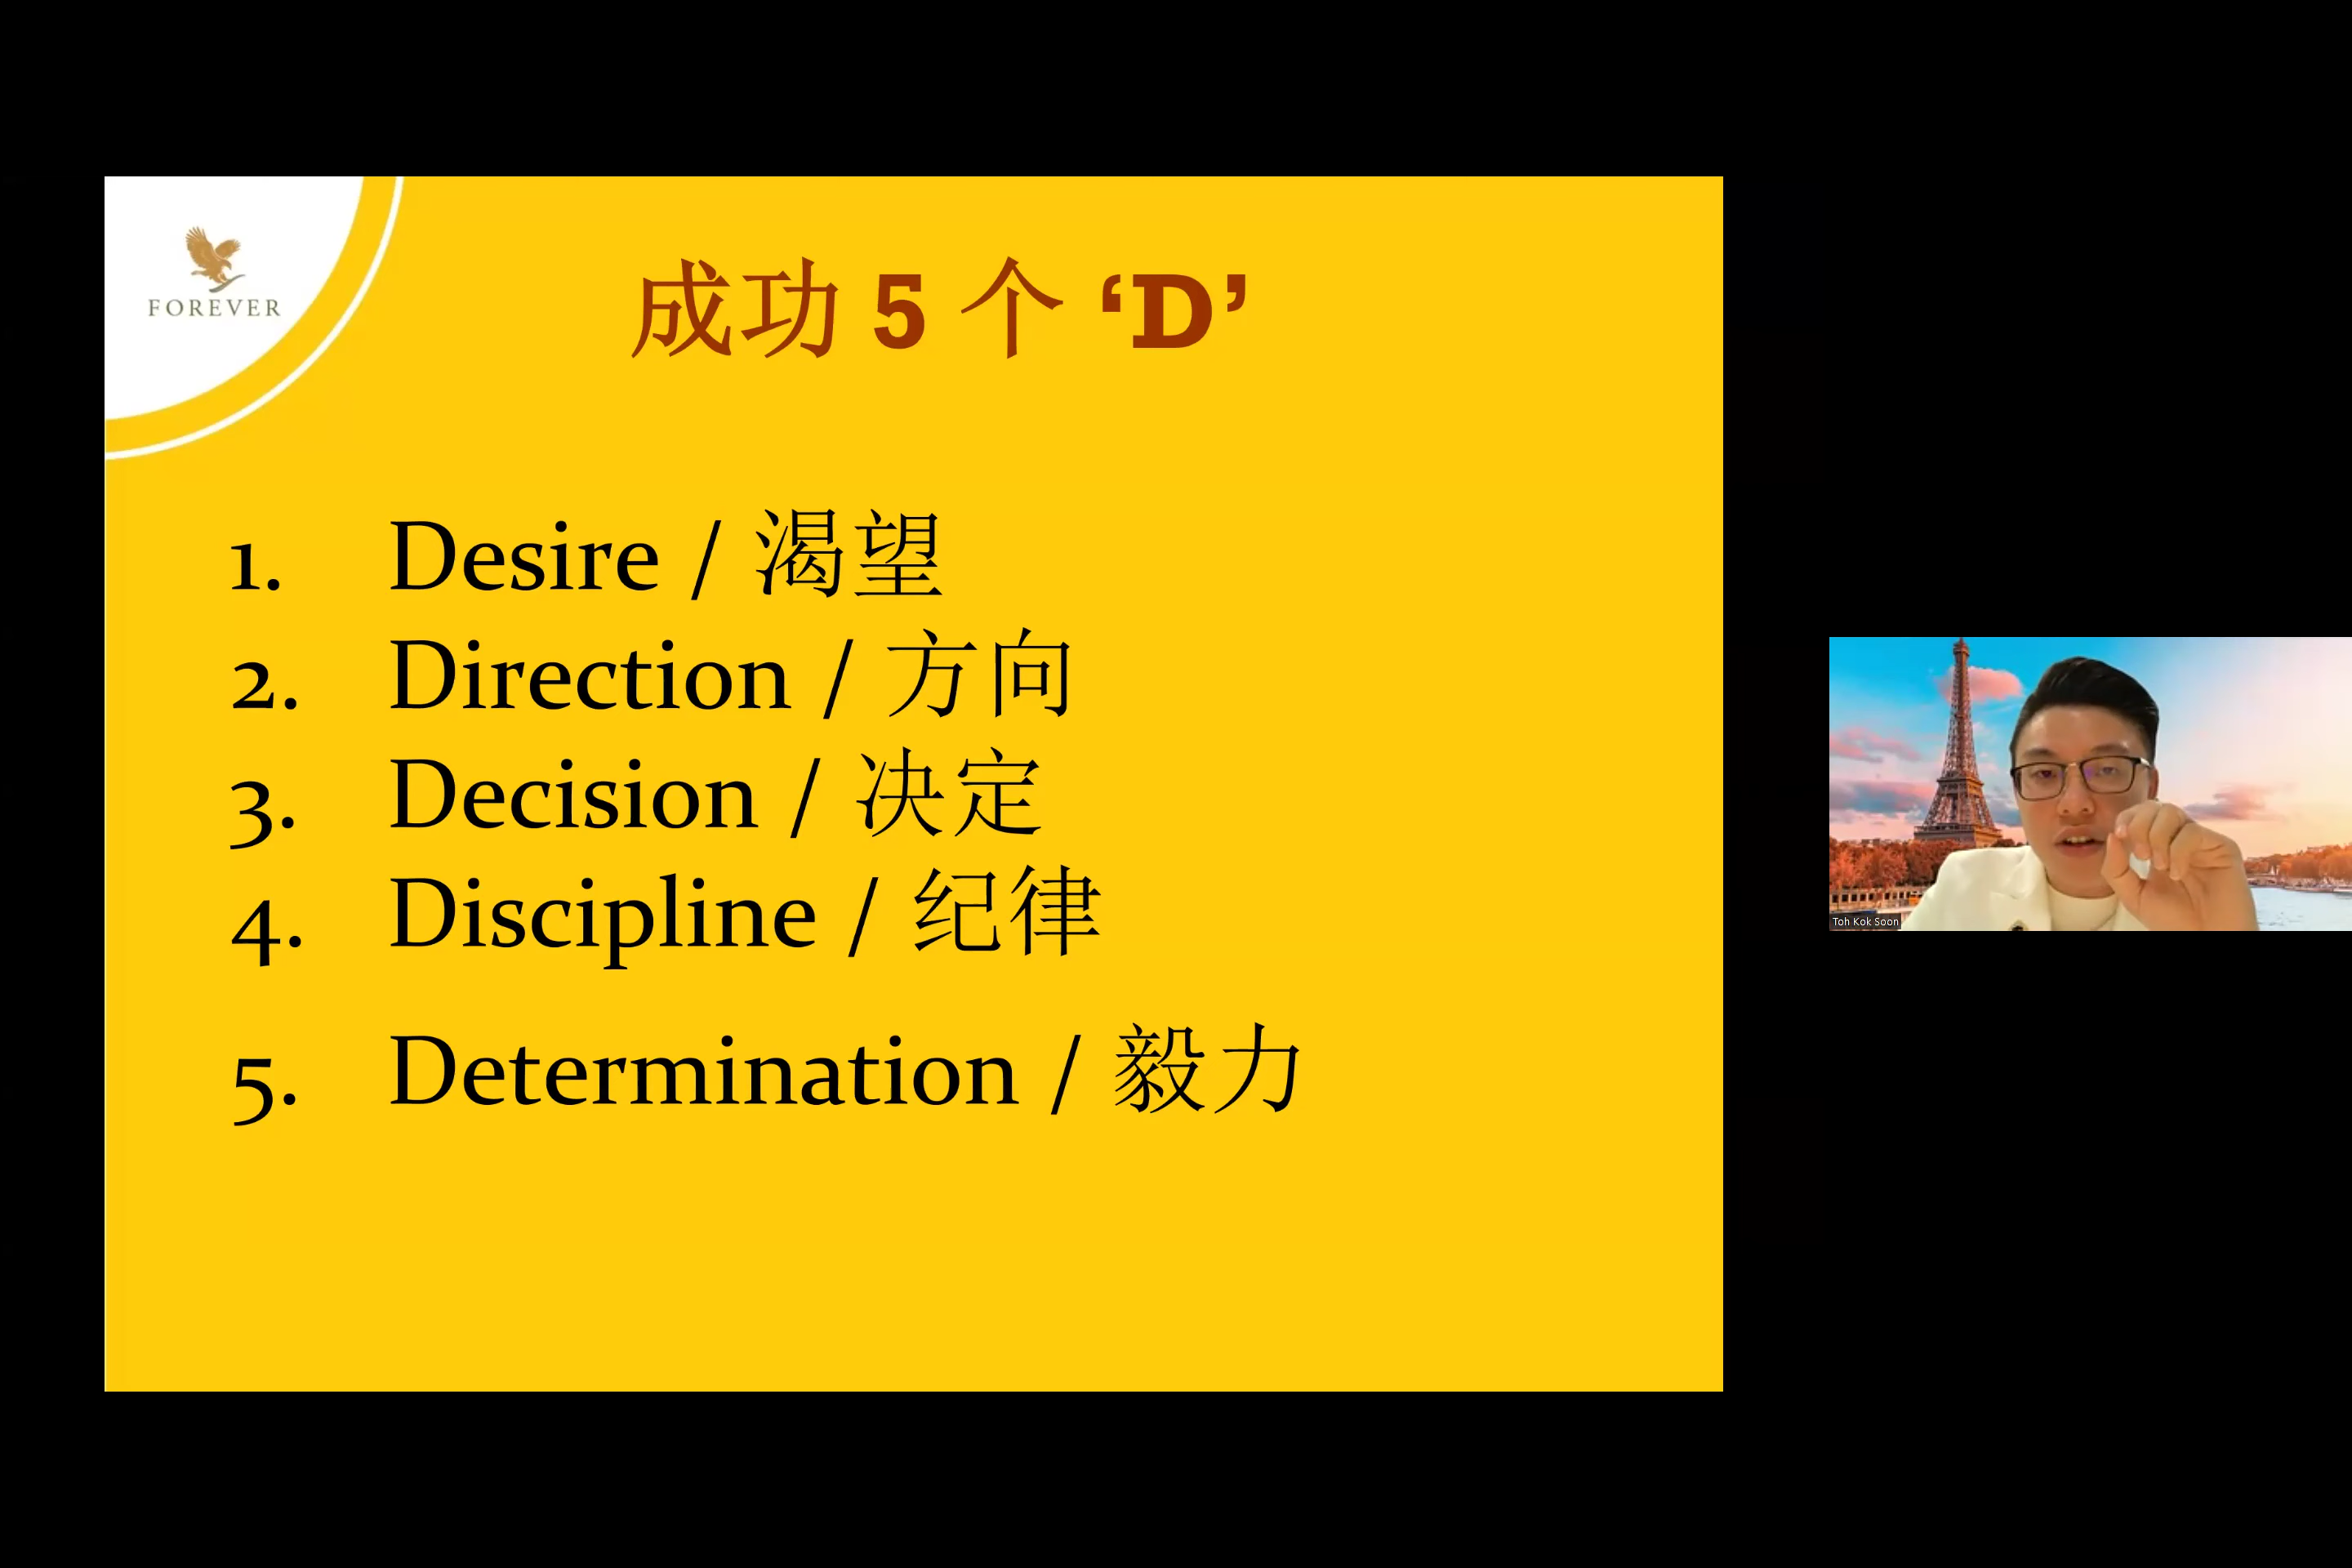 FOREVER
成功 5 个 ‘D’
1. Desire / 渴望
2. Direction / 方向
3. Decision / 决定
4. Discipline / 纪律
5. Determination / 毅力
Toh Kok Soon